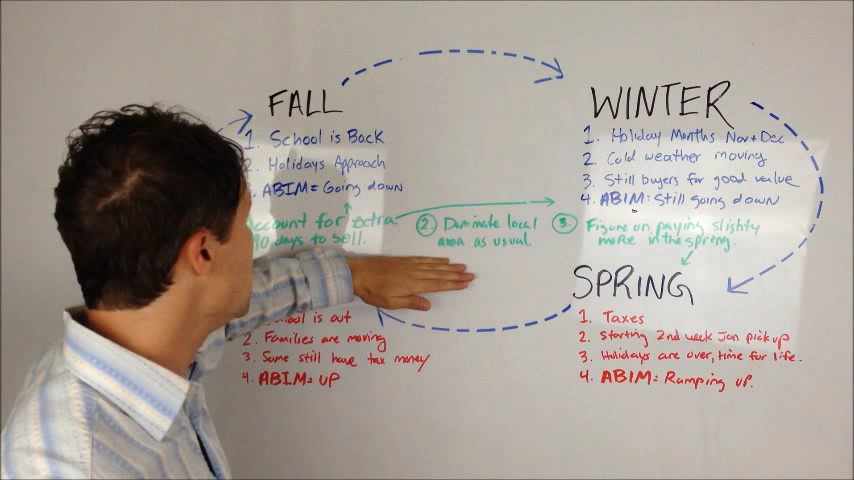 FALL
1. School is Back
2. Holidays Approach
3. ABIM = Going down
Account for extra
90 days to sell.
2. Dominate local
area as usual.
WINTER
1. Holiday Months Nov + Dec
2. Cold weather moving
3. Still buyers for good value
4. ABIM: Still going down
3. Figure on paying slightly
more in the spring.
School is out
2. Families are moving
3. Some still have tax money
4. ABIM = UP
SPRING
1. Taxes
2. Starting 2nd week Jan pick up
3. Holidays are over, time for life.
4. ABIM = Ramping up.